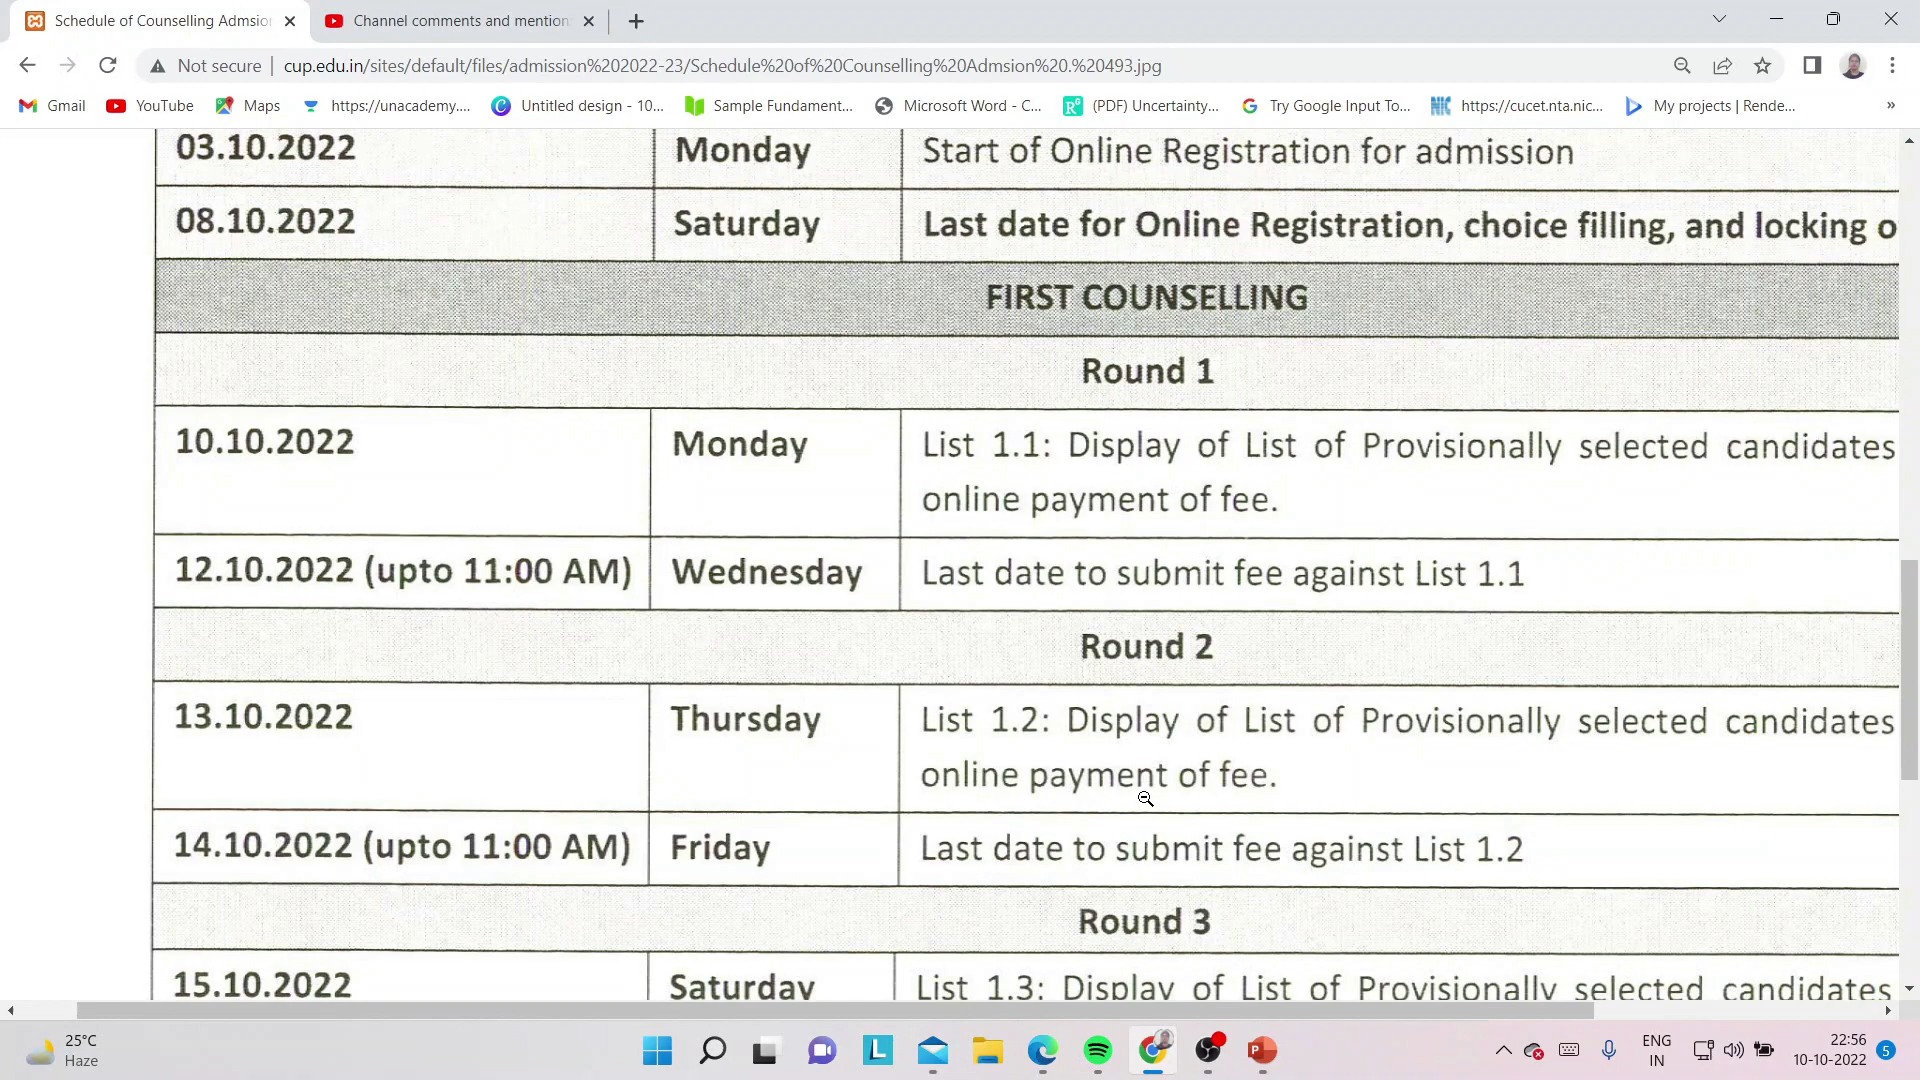 Schedule of Counselling Admsion
Channel comments and mention
Not secure
cup.edu.in/sites/default/files/admission%202022-23/Schedule%20of%20Counselling%20Admsion%20.%20493.jpg
Gmail
YouTube
Maps
https://unacademy....
Untitled design - 10...
Sample Fundament...
Microsoft Word - C...
(PDF) Uncertainty...
Try Google Input To...
https://cucet.nta.nic...
My projects | Rende...
03.10.2022 Monday Start of Online Registration for admission
08.10.2022 Saturday Last date for Online Registration, choice filling, and locking o
FIRST COUNSELLING
Round 1
10.10.2022 Monday List 1.1: Display of List of Provisionally selected candidates
online payment of fee.
12.10.2022 (upto 11:00 AM) Wednesday Last date to submit fee against List 1.1
Round 2
13.10.2022 Thursday List 1.2: Display of List of Provisionally selected candidates
online payment of fee.
14.10.2022 (upto 11:00 AM) Friday Last date to submit fee against List 1.2
Round 3
15.10.2022 Saturday List 1.3: Display of List of Provisionally selected candidates
25°C
Haze
ENG
IN
22:56
10-10-2022
5